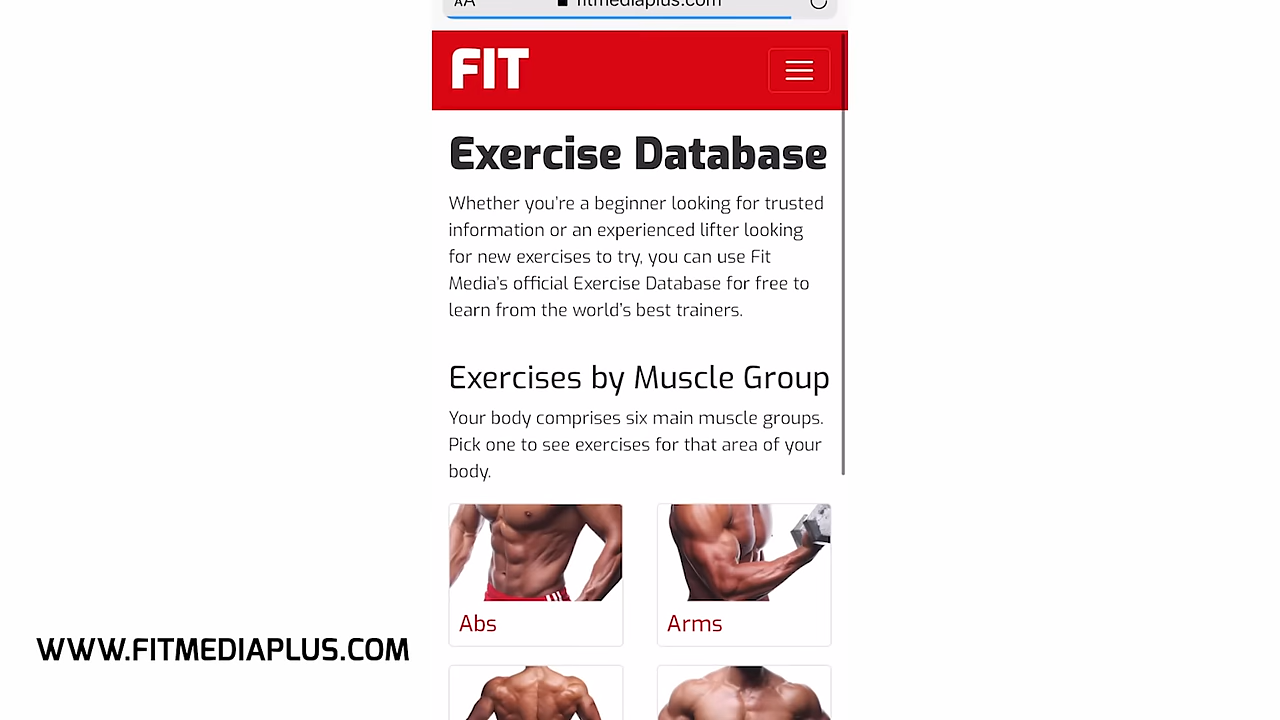 AA fitmediaplus.com
FIT
Exercise Database
Whether you're a beginner looking for trusted
information or an experienced lifter looking
for new exercises to try, you can use Fit
Media's official Exercise Database for free to
learn from the world's best trainers.
Exercises by Muscle Group
Your body comprises six main muscle groups.
Pick one to see exercises for that area of your
body.
Abs
Arms
WWW.FITMEDIAPLUS.COM